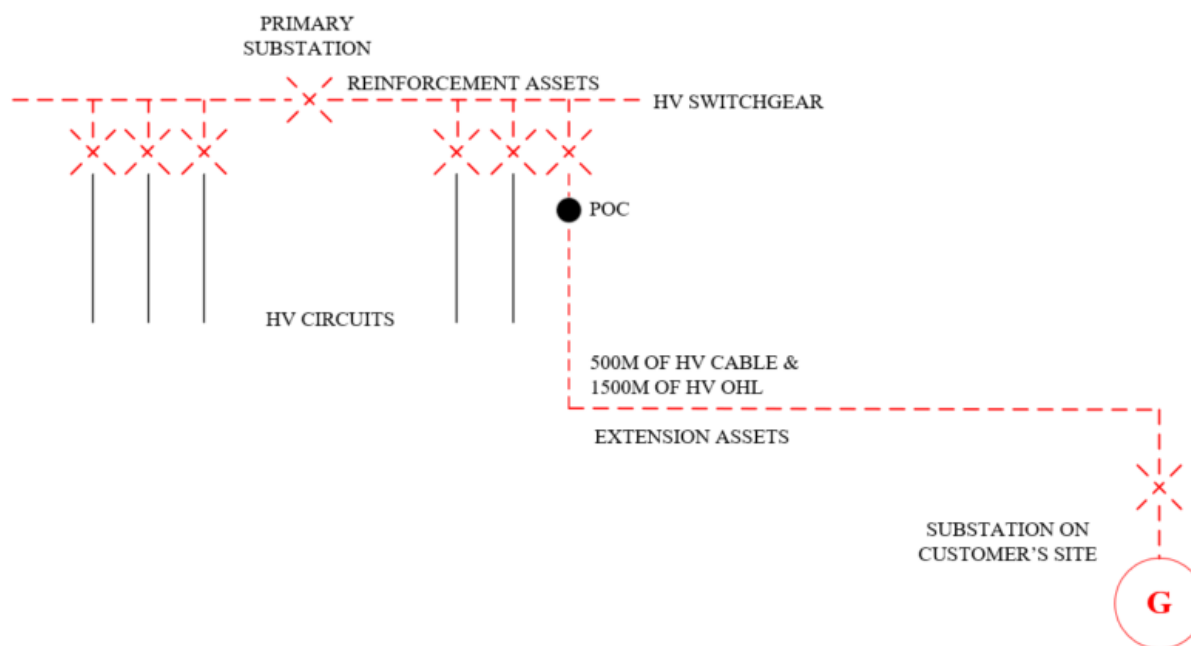 PRIMARY
SUBSTATION
REINFORCEMENT ASSETS
HV SWITCHGEAR
POC
HV CIRCUITS
500M OF HV CABLE &
1500M OF HV OHL
EXTENSION ASSETS
SUBSTATION ON
CUSTOMER'S SITE
G